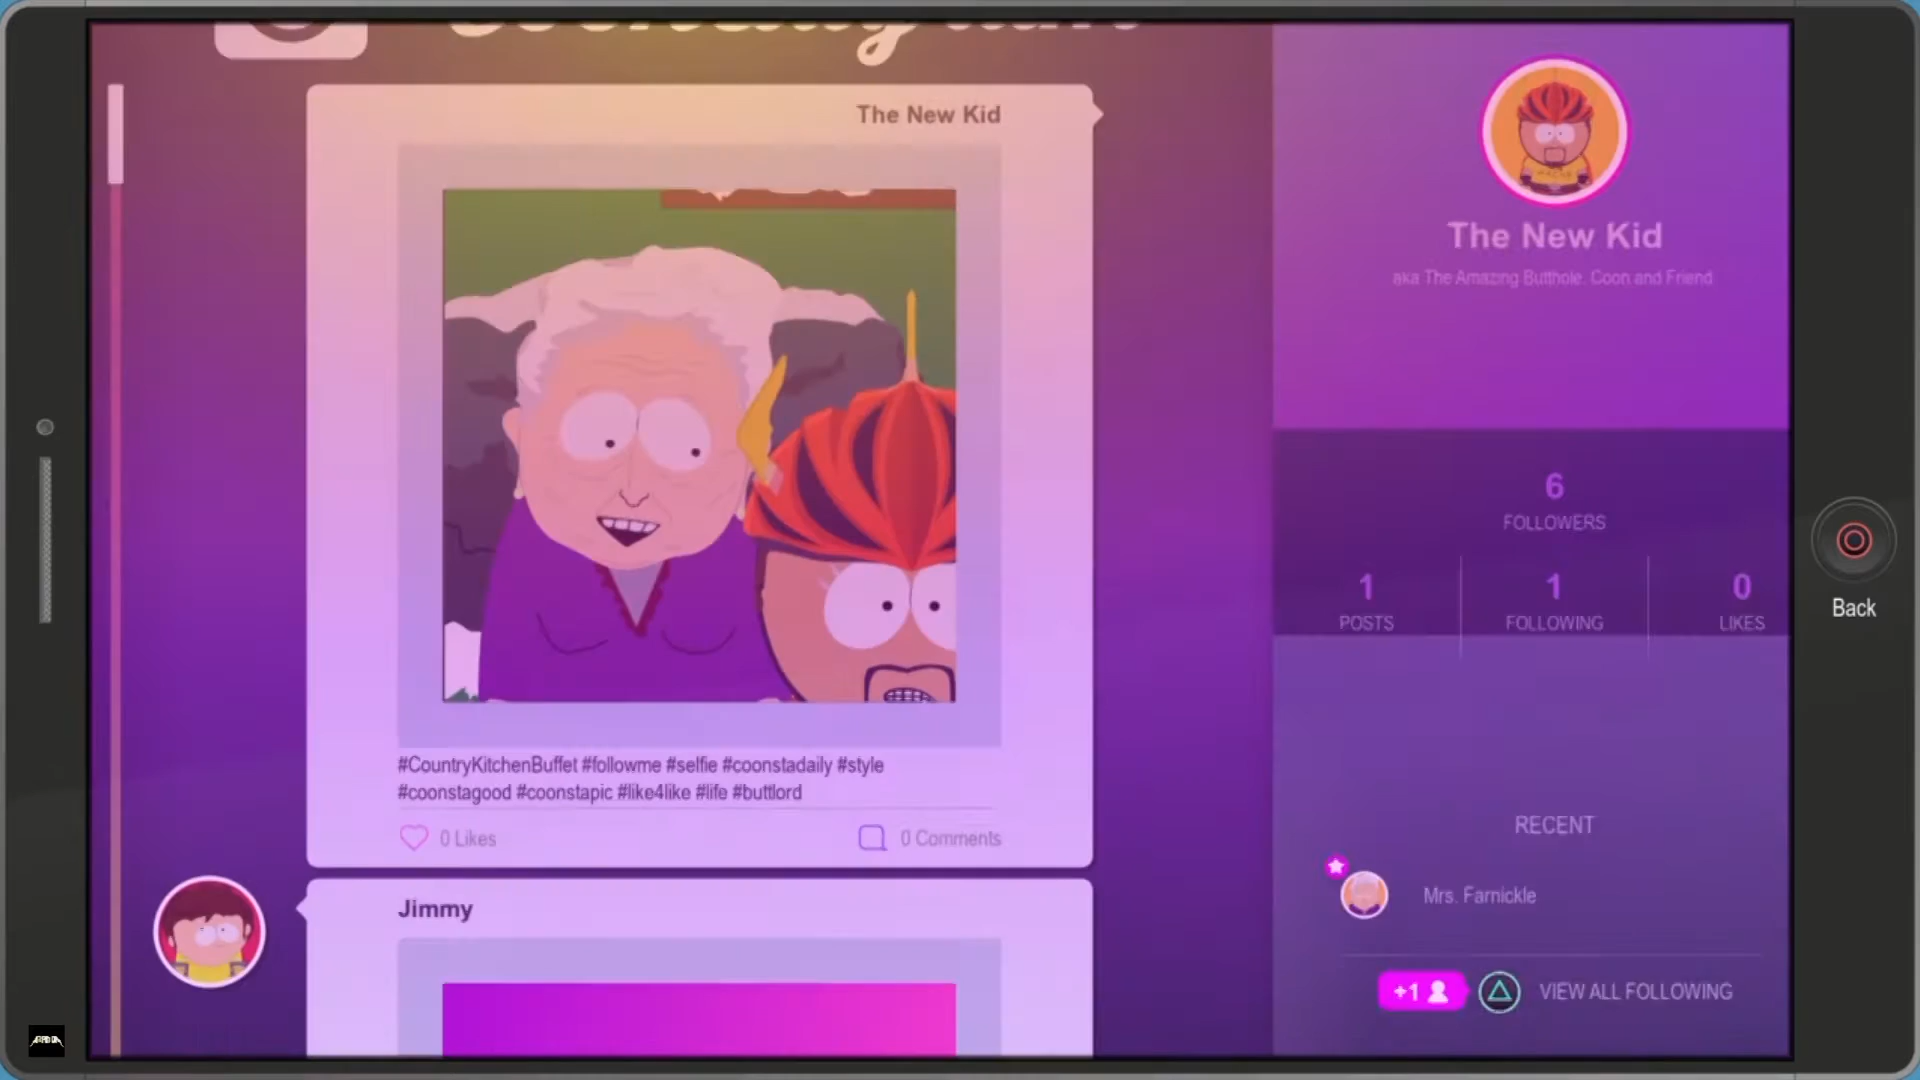 The New Kid
#CountryKitchenBuffet #followme #selfie #coonstadaily #style
#coonstagood #coonstapic #like4like #life #buttlord
0 Likes
0 Comments
Jimmy
The New Kid
aka The Amazing Butthole, Coon and Friend
6
FOLLOWERS
1
POSTS
1
FOLLOWING
0
LIKES
RECENT
Mrs. Farnickle
+1
VIEW ALL FOLLOWING
Back